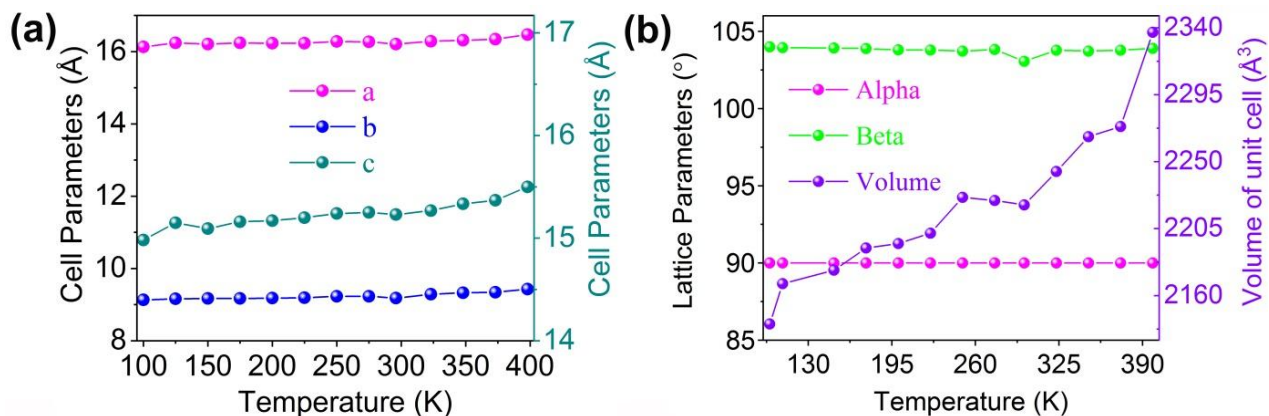 (a)
Cell Parameters (Å)
16
14
12
10
8
a
b
c
17
16
15
14
Cell Parameters (Å)
100 150 200 250 300 350 400
Temperature (K)
(b)
Lattice Parameters (°)
105
100
95
90
85
Alpha
Beta
Volume
2340
2295
2250
2205
2160
Volume of unit cell (Å³)
130 195 260 325 390
Temperature (K)